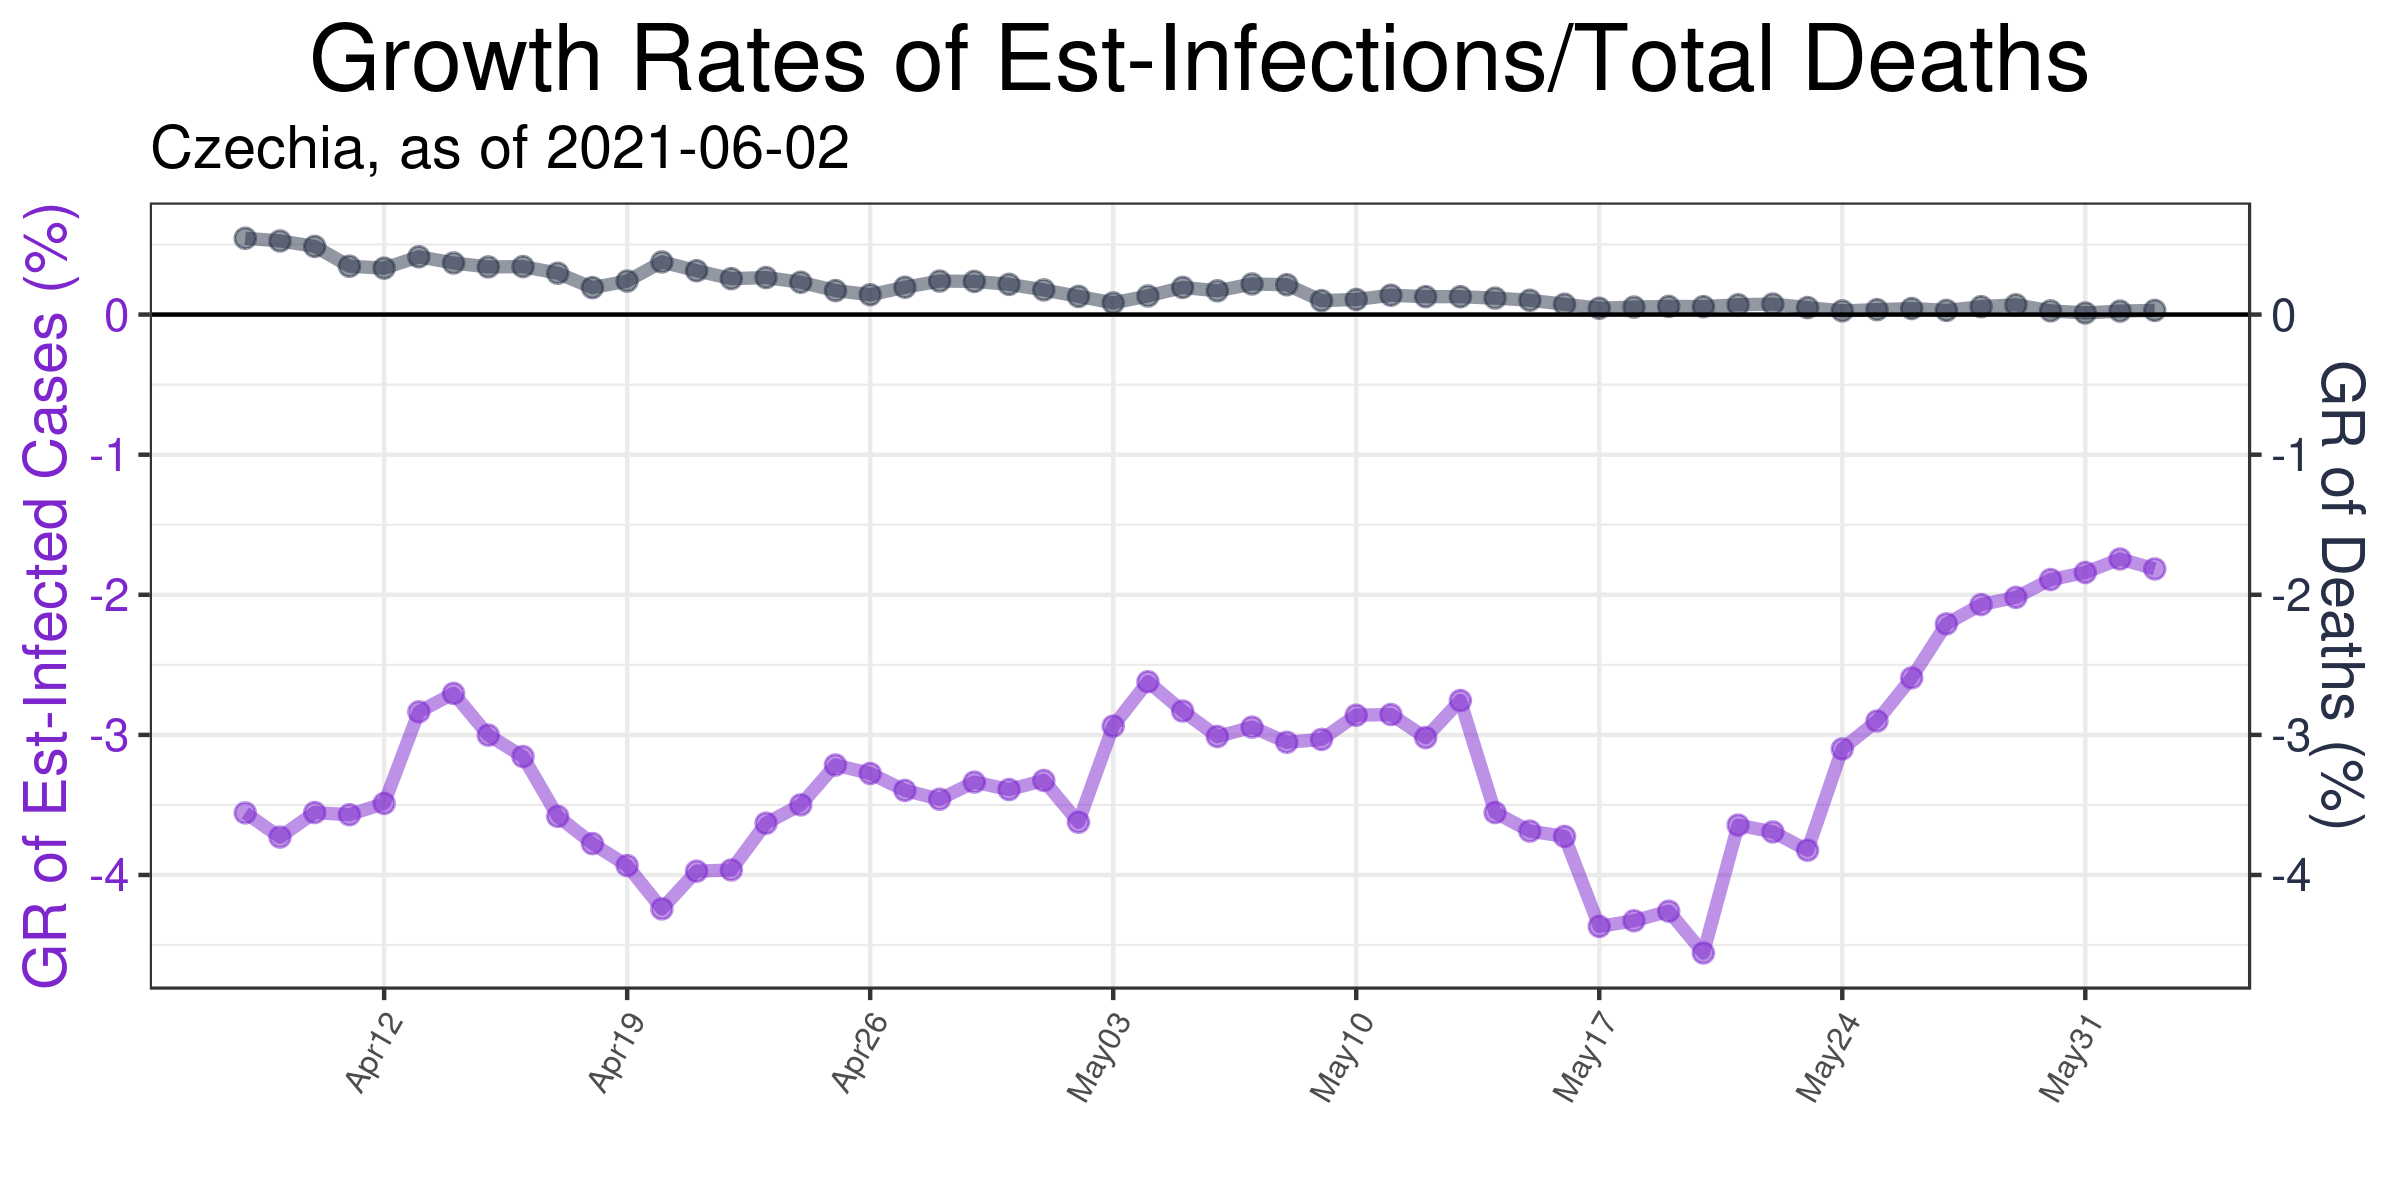 Growth Rates of Est-Infections/Total Deaths
Czechia, as of 2021-06-02
GR of Est-Infected Cases (%)
0
-1
-2
-3
-4
0
-1
-2
-3
-4
GR of Deaths (%)
Apr12
Apr19
Apr26
May03
May10
May17
May24
May31